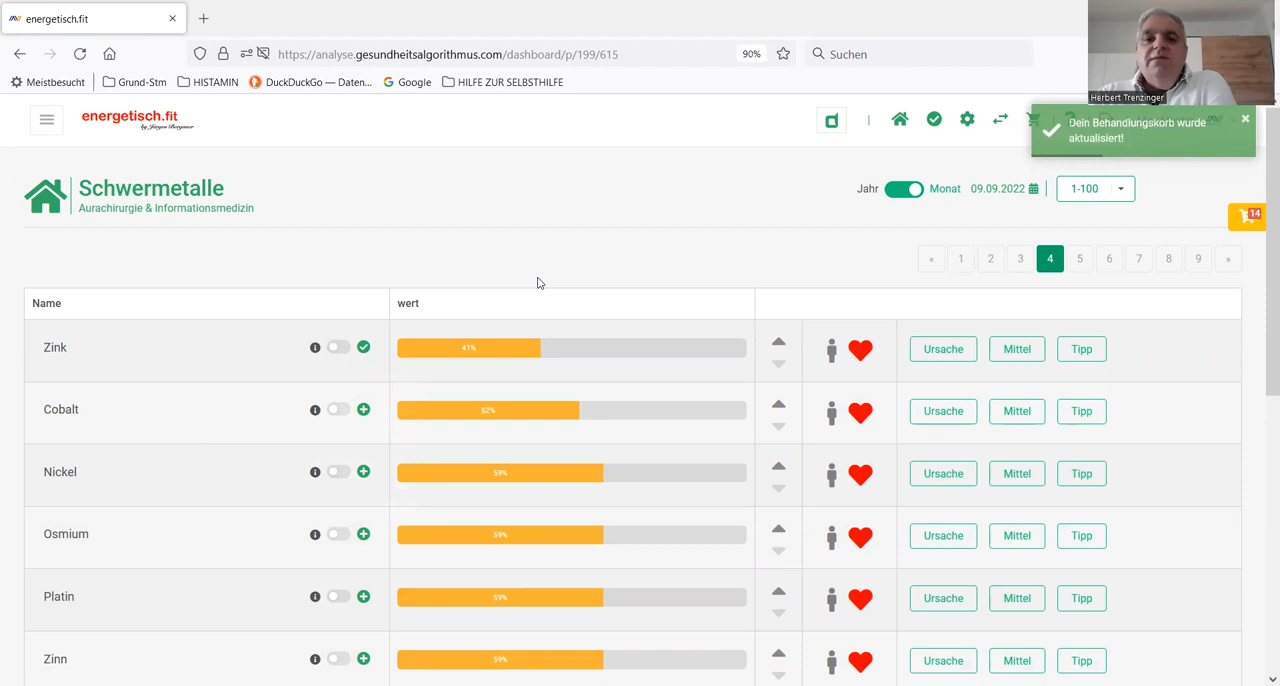 energetisch.fit
https://analyse.gesundheitsalgorithmus.com/dashboard/p/199/615
90%
Suchen
Meistbesucht
Grund-Stm
HISTAMIN
DuckDuckGo — Daten...
Google
HILFE ZUR SELBSTHILFE
Herbert Trenzinger
energetisch.fit
by Jürgen Bergauer
Dein Behandlungskorb wurde
aktualisiert!
Schwermetalle
Aurachirurgie & Informationsmedizin
Jahr
Monat
09.09.2022
1-100
14
« 1 2 3 4 5 6 7 8 9 »
Name
wert
Zink
41%
Ursache
Mittel
Tipp
Cobalt
52%
Ursache
Mittel
Tipp
Nickel
59%
Ursache
Mittel
Tipp
Osmium
59%
Ursache
Mittel
Tipp
Platin
59%
Ursache
Mittel
Tipp
Zinn
59%
Ursache
Mittel
Tipp